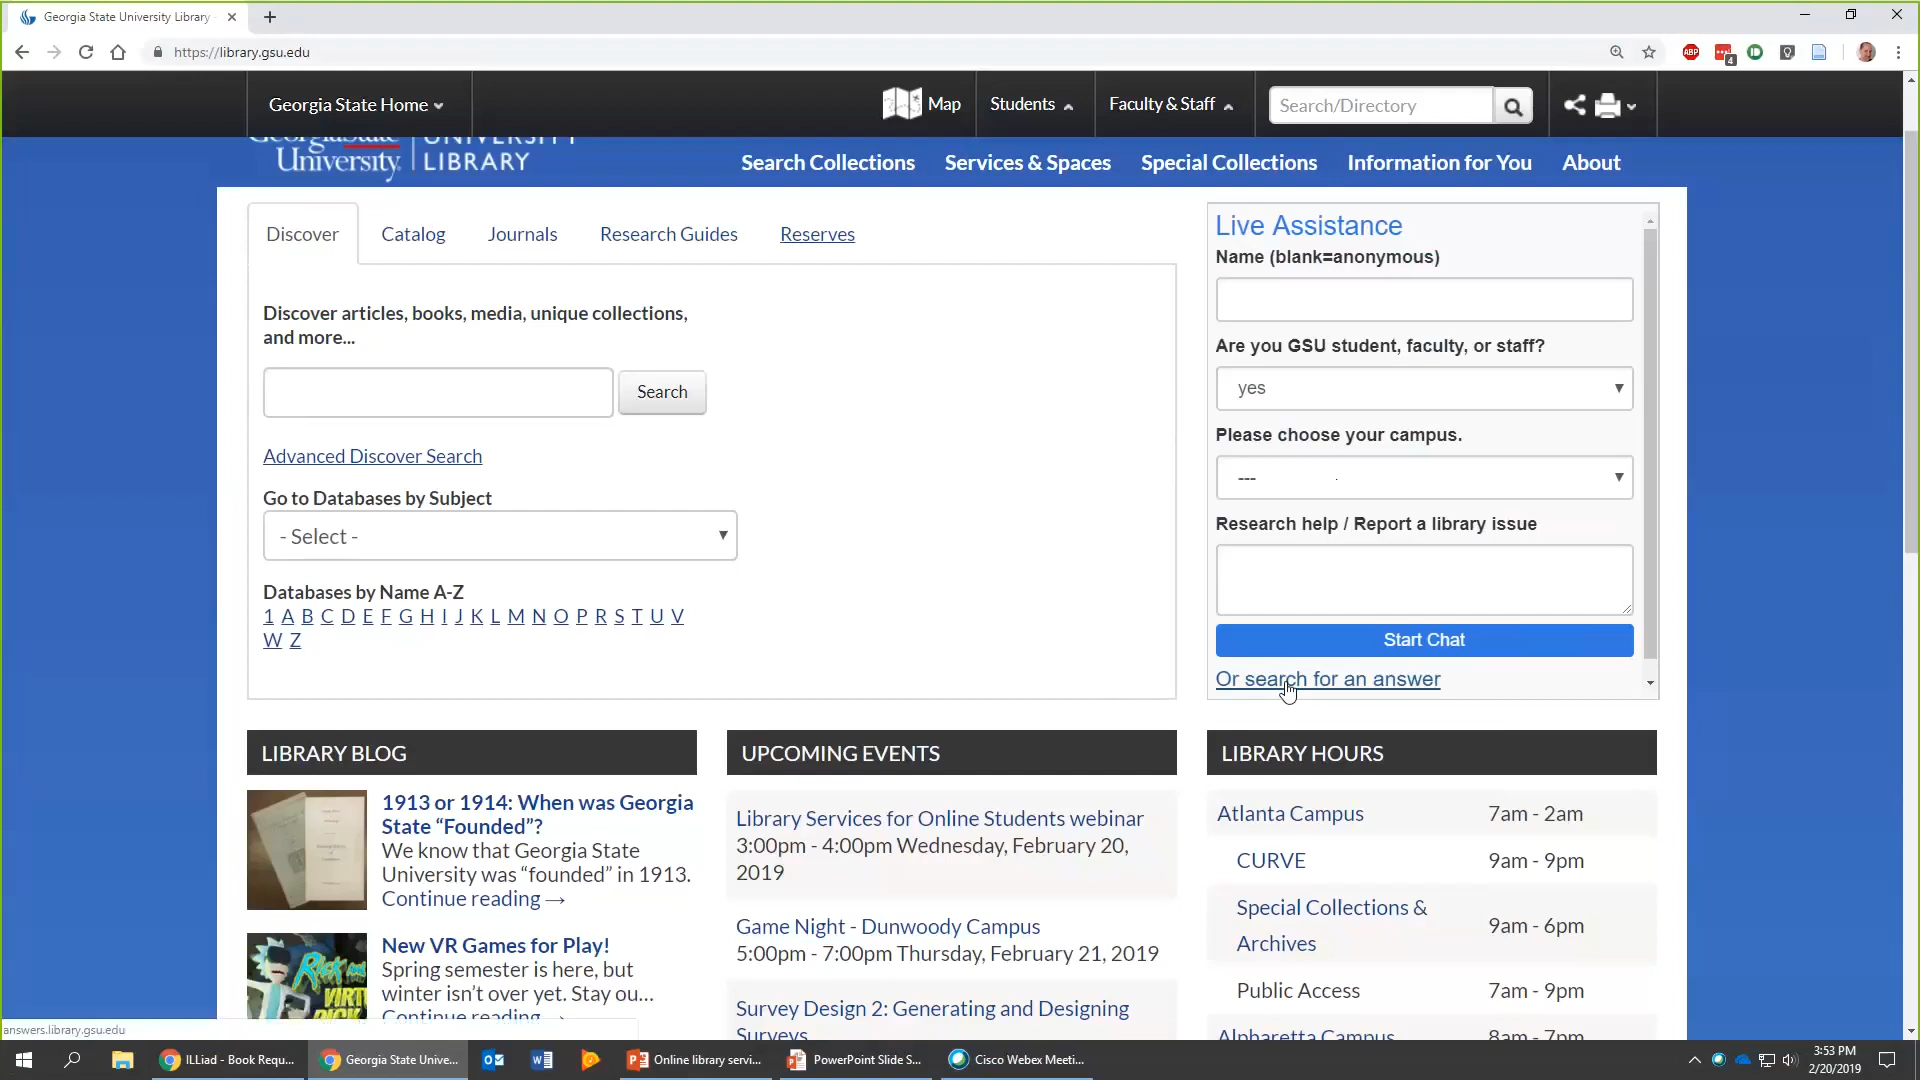 Georgia State University Library
https://library.gsu.edu
ABP
4
Georgia State Home
Map
Students
Faculty & Staff
Search/Directory
GeorgiaState
University
UNIVERSITY
LIBRARY
Search Collections
Services & Spaces
Special Collections
Information for You
About
Discover
Catalog
Journals
Research Guides
Reserves
Discover articles, books, media, unique collections,
and more...
Search
Advanced Discover Search
Go to Databases by Subject
- Select -
Databases by Name A-Z
1 A B C D E F G H I J K L M N O P R S T U V
W Z
Live Assistance
Name (blank=anonymous)
Are you GSU student, faculty, or staff?
yes
Please choose your campus.
---
Research help / Report a library issue
Start Chat
Or search for an answer
LIBRARY BLOG
1913 or 1914: When was Georgia
State “Founded”?
We know that Georgia State
University was “founded” in 1913.
Continue reading →
New VR Games for Play!
Spring semester is here, but
winter isn’t over yet. Stay ou...
Continue reading →
UPCOMING EVENTS
Library Services for Online Students webinar
3:00pm - 4:00pm Wednesday, February 20,
2019
Game Night - Dunwoody Campus
5:00pm - 7:00pm Thursday, February 21, 2019
Survey Design 2: Generating and Designing
Surveys
LIBRARY HOURS
Atlanta Campus 7am - 2am
CURVE 9am - 9pm
Special Collections &
Archives 9am - 6pm
Public Access 7am - 9pm
Alpharetta Campus 8am - 7pm
answers.library.gsu.edu
ILLiad - Book Requ...
Georgia State Unive...
Online library servi...
PowerPoint Slide S...
Cisco Webex Meeti...
3:53 PM
2/20/2019